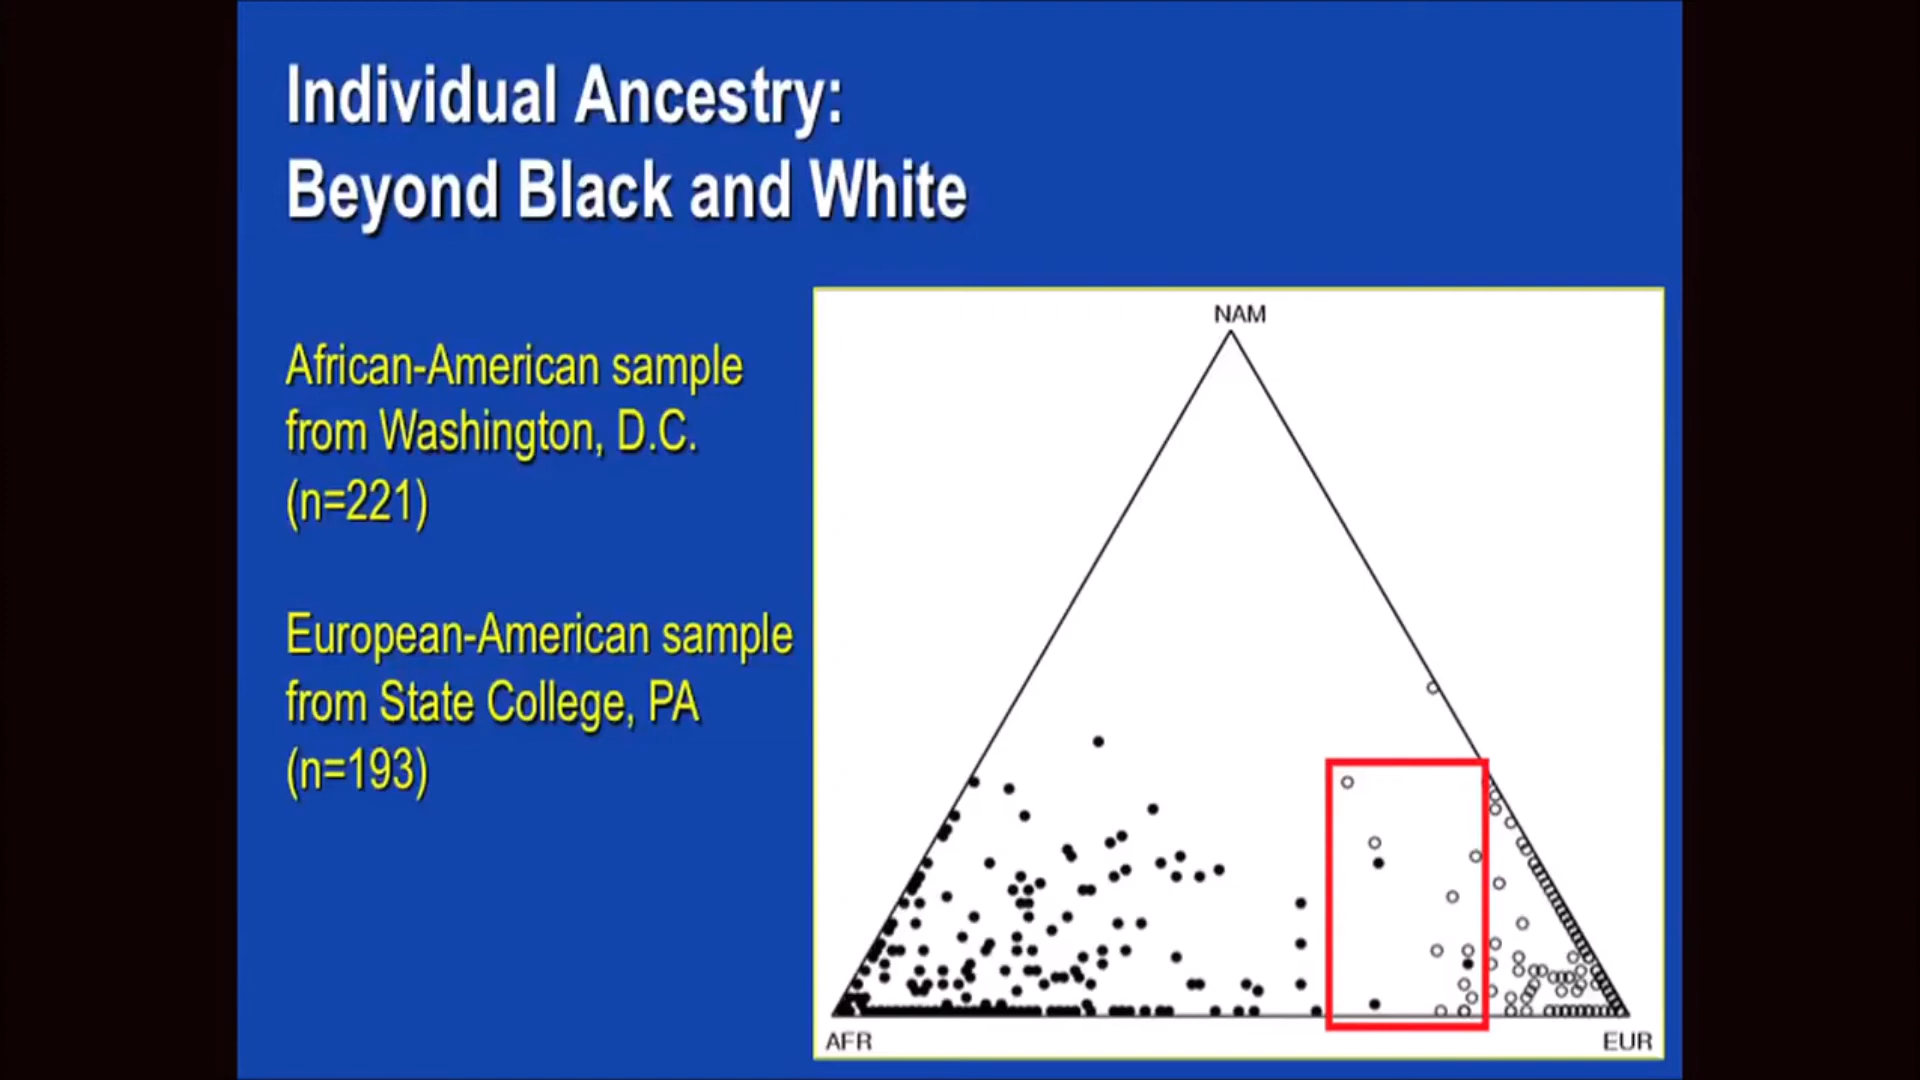 Individual Ancestry:
Beyond Black and White
African-American sample
from Washington, D.C.
(n=221)
European-American sample
from State College, PA
(n=193)
NAM
AFR
EUR